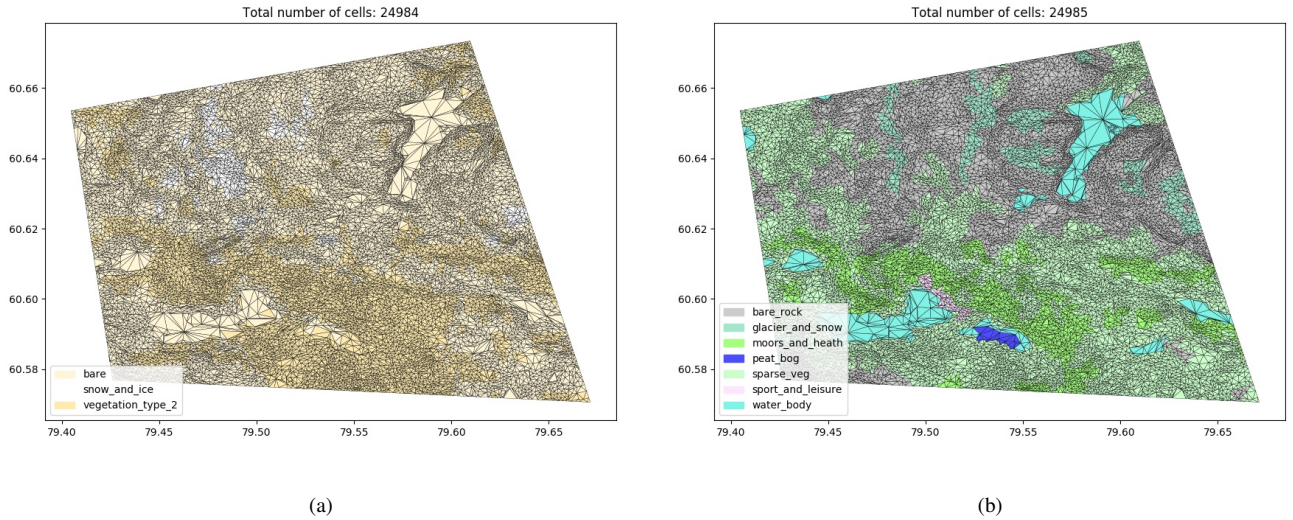 Total number of cells: 24984
60.66
60.64
60.62
60.60
60.58
bare
snow_and_ice
vegetation_type_2
79.40 79.45 79.50 79.55 79.60 79.65
(a)
Total number of cells: 24985
60.66
60.64
60.62
60.60
60.58
bare_rock
glacier_and_snow
moors_and_heath
peat_bog
sparse_veg
sport_and_leisure
water_body
79.40 79.45 79.50 79.55 79.60 79.65
(b)